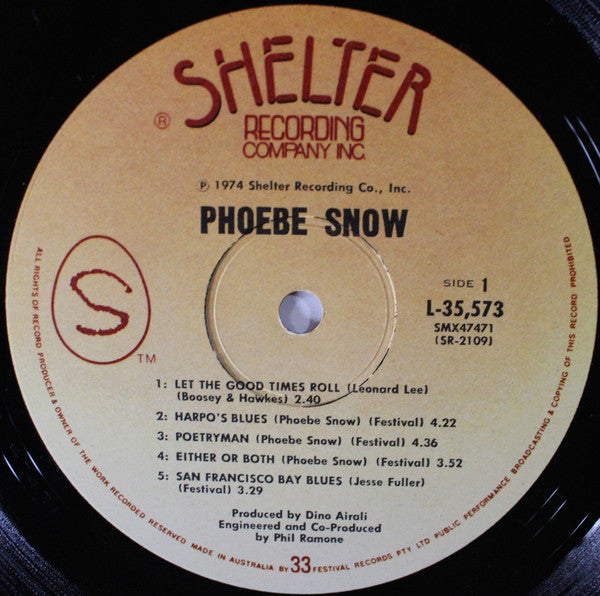 SHELTER
®
RECORDING
COMPANY INC.
℗ 1974 Shelter Recording Co., Inc.
PHOEBE SNOW
S
TM
SIDE 1
L-35,573
SMX47471
(SR-2109)
1: LET THE GOOD TIMES ROLL (Leonard Lee)
(Boosey & Hawkes) 2.40
2: HARPO'S BLUES (Phoebe Snow) (Festival) 4.22
3: POETRYMAN (Phoebe Snow) (Festival) 4.36
4: EITHER OR BOTH (Phoebe Snow) (Festival) 3.52
5: SAN FRANCISCO BAY BLUES (Jesse Fuller)
(Festival) 3.29
Produced by Dino Airali
Engineered and Co-Produced
by Phil Ramone
ALL RIGHTS OF RECORD PRODUCER & OWNER OF THE WORK RECORDED RESERVED MADE IN AUSTRALIA BY 33 FESTIVAL RECORDS PTY LTD PUBLIC PERFORMANCE BROADCASTING & COPYING OF THIS RECORD PROHIBITED